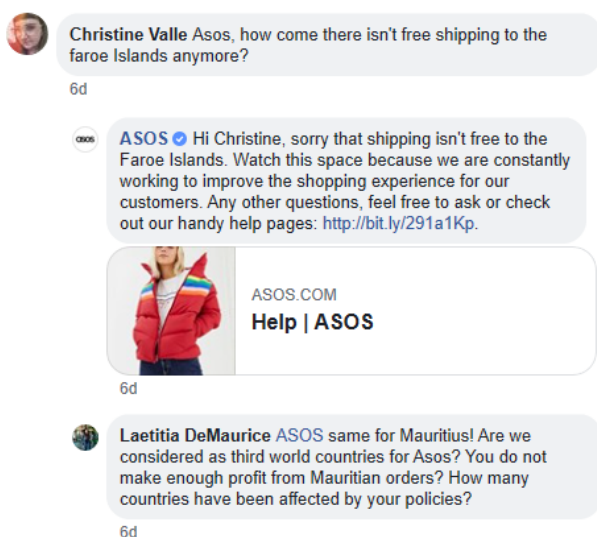 Christine Valle Asos, how come there isn't free shipping to the
faroe Islands anymore?
6d
asos
ASOS Hi Christine, sorry that shipping isn't free to the
Faroe Islands. Watch this space because we are constantly
working to improve the shopping experience for our
customers. Any other questions, feel free to ask or check
out our handy help pages: http://bit.ly/291a1Kp.
ASOS.COM
Help | ASOS
6d
Laetitia DeMaurice ASOS same for Mauritius! Are we
considered as third world countries for Asos? You do not
make enough profit from Mauritian orders? How many
countries have been affected by your policies?
6d